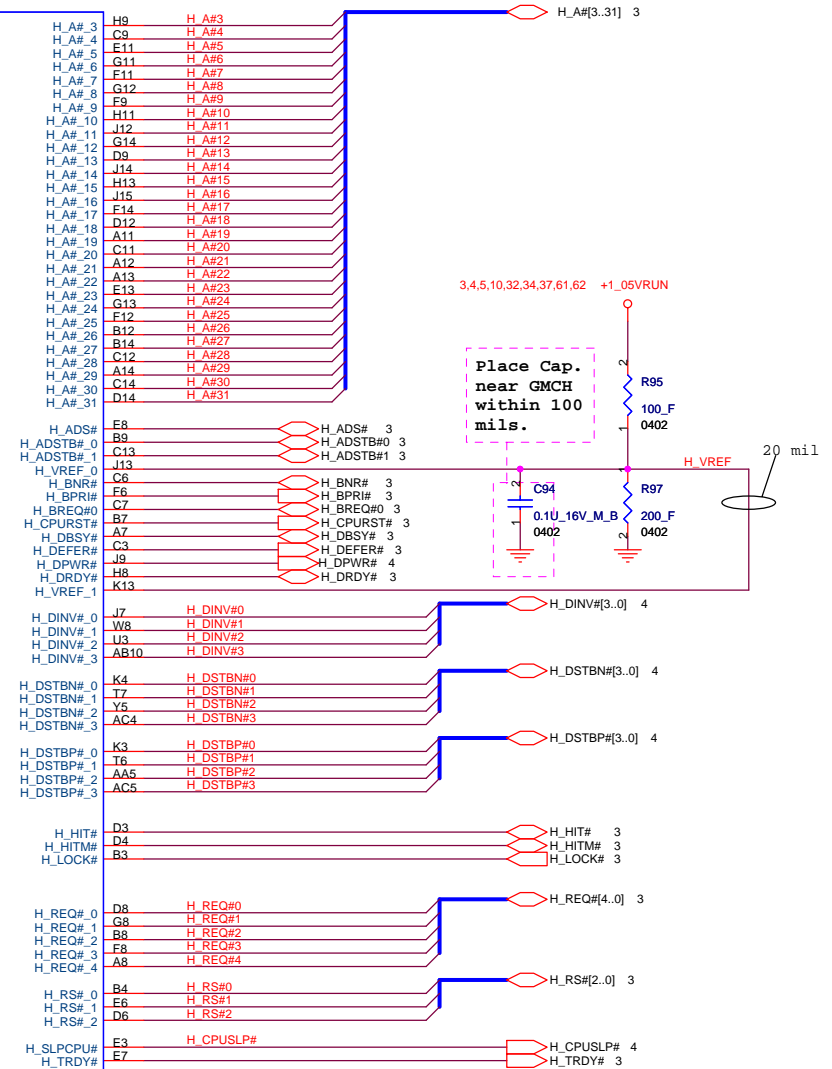 H_A#_3 H9 H_A#3 H_A#[3..31] 3
H_A#_4 C9 H_A#4
H_A#_5 E11 H_A#5
H_A#_6 G11 H_A#6
H_A#_7 F11 H_A#7
H_A#_8 G12 H_A#8
H_A#_9 F9 H_A#9
H_A#_10 H11 H_A#10
H_A#_11 J12 H_A#11
H_A#_12 G14 H_A#12
H_A#_13 D9 H_A#13
H_A#_14 J14 H_A#14
H_A#_15 H13 H_A#15
H_A#_16 J15 H_A#16
H_A#_17 F14 H_A#17
H_A#_18 D12 H_A#18
H_A#_19 A11 H_A#19
H_A#_20 C11 H_A#20
H_A#_21 A12 H_A#21
H_A#_22 A13 H_A#22
H_A#_23 E13 H_A#23
H_A#_24 G13 H_A#24
H_A#_25 F12 H_A#25
H_A#_26 B12 H_A#26
H_A#_27 B14 H_A#27
H_A#_28 C12 H_A#28
H_A#_29 A14 H_A#29
H_A#_30 C14 H_A#30
H_A#_31 D14 H_A#31
3,4,5,10,32,34,37,61,62 +1_05VRUN
Place Cap.
near GMCH
within 100
mils.
2
R95
100_F
0402
1
H_ADS# E8 H_ADS# 3
H_ADSTB#_0 B9 H_ADSTB#0 3
H_ADSTB#_1 C13 H_ADSTB#1 3
H_VREF_0 J13 H_VREF 20 mil
H_BNR# C6 H_BNR# 3
H_BPRI# F6 H_BPRI# 3
H_BREQ#0 C7 H_BREQ#0 3
H_CPURST# B7 H_CPURST# 3
H_DBSY# A7 H_DBSY# 3
H_DEFER# C3 H_DEFER# 3
H_DPWR# J9 H_DPWR# 4
H_DRDY# H8 H_DRDY# 3
H_VREF_1 K13
2
C94
0.1U_16V_M_B
0402
1
1
R97
200_F
0402
2
H_DINV#_0 J7 H_DINV#0 H_DINV#[3..0] 4
H_DINV#_1 W8 H_DINV#1
H_DINV#_2 U3 H_DINV#2
H_DINV#_3 AB10 H_DINV#3
H_DSTBN#_0 K4 H_DSTBN#0 H_DSTBN#[3..0] 4
H_DSTBN#_1 T7 H_DSTBN#1
H_DSTBN#_2 Y5 H_DSTBN#2
H_DSTBN#_3 AC4 H_DSTBN#3
H_DSTBP#_0 K3 H_DSTBP#0 H_DSTBP#[3..0] 4
H_DSTBP#_1 T6 H_DSTBP#1
H_DSTBP#_2 AA5 H_DSTBP#2
H_DSTBP#_3 AC5 H_DSTBP#3
H_HIT# D3 H_HIT# 3
H_HITM# D4 H_HITM# 3
H_LOCK# B3 H_LOCK# 3
H_REQ#_0 D8 H_REQ#0 H_REQ#[4..0] 3
H_REQ#_1 G8 H_REQ#1
H_REQ#_2 B8 H_REQ#2
H_REQ#_3 F8 H_REQ#3
H_REQ#_4 A8 H_REQ#4
H_RS#_0 B4 H_RS#0 H_RS#[2..0] 3
H_RS#_1 E6 H_RS#1
H_RS#_2 D6 H_RS#2
H_SLPCPU# E3 H_CPUSLP# H_CPUSLP# 4
H_TRDY# E7 H_TRDY# 3